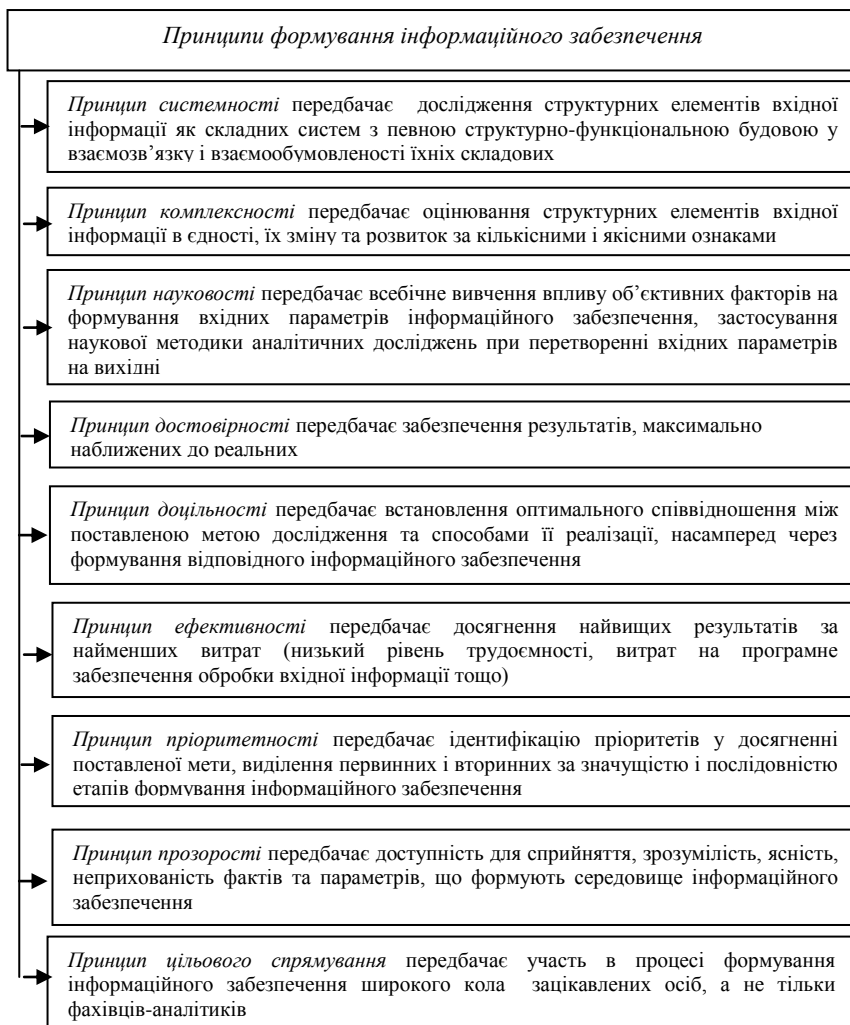 Принципи формування інформаційного забезпечення
Принцип системності передбачає дослідження структурних елементів вхідної
інформації як складних систем з певною структурно-функціональною будовою у
взаємозв’язку і взаємообумовленості їхніх складових
Принцип комплексності передбачає оцінювання структурних елементів вхідної
інформації в єдності, їх зміну та розвиток за кількісними і якісними ознаками
Принцип науковості передбачає всебічне вивчення впливу об’єктивних факторів на
формування вхідних параметрів інформаційного забезпечення, застосування
наукової методики аналітичних досліджень при перетворенні вхідних параметрів
на вихідні
Принцип достовірності передбачає забезпечення результатів, максимально
наближених до реальних
Принцип доцільності передбачає встановлення оптимального співвідношення між
поставленою метою дослідження та способами її реалізації, насамперед через
формування відповідного інформаційного забезпечення
Принцип ефективності передбачає досягнення найвищих результатів за
найменших витрат (низький рівень трудоємності, витрат на програмне
забезпечення обробки вхідної інформації тощо)
Принцип пріоритетності передбачає ідентифікацію пріоритетів у досягненні
поставленої мети, виділення первинних і вторинних за значущістю і послідовністю
етапів формування інформаційного забезпечення
Принцип прозорості передбачає доступність для сприйняття, зрозумілість, ясність,
неприхованість фактів та параметрів, що формують середовище інформаційного
забезпечення
Принцип цільового спрямування передбачає участь в процесі формування
інформаційного забезпечення широкого кола зацікавлених осіб, а не тільки
фахівців-аналітиків